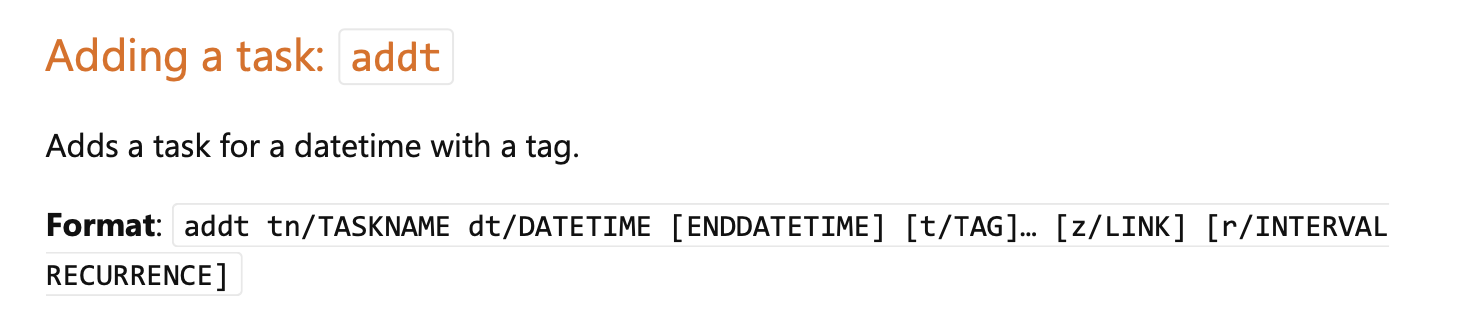 Adding a task: addt
Adds a task for a datetime with a tag.
Format: addt tn/TASKNAME dt/DATETIME [ENDDATETIME] [t/TAG]… [z/LINK] [r/INTERVAL
RECURRENCE]